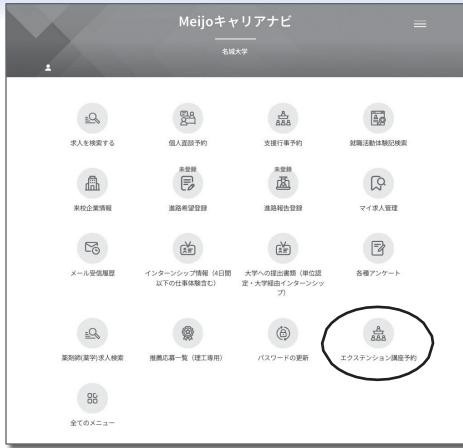 Meijoキャリアナビ
名城大学
求人を検索する
個人面談予約
支援行事予約
就職活動体験記検索
未登録
未登録
来校企業情報
進路希望登録
進路報告登録
マイ求人管理
メール受信履歴
インターンシップ情報（4日間
以下の仕事体験含む）
大学への提出書類（単位認
定・大学経由インターンシッ
プ）
各種アンケート
薬剤師(薬学)求人検索
推薦応募一覧（理工専用）
パスワードの更新
エクステンション講座予約
全てのメニュー